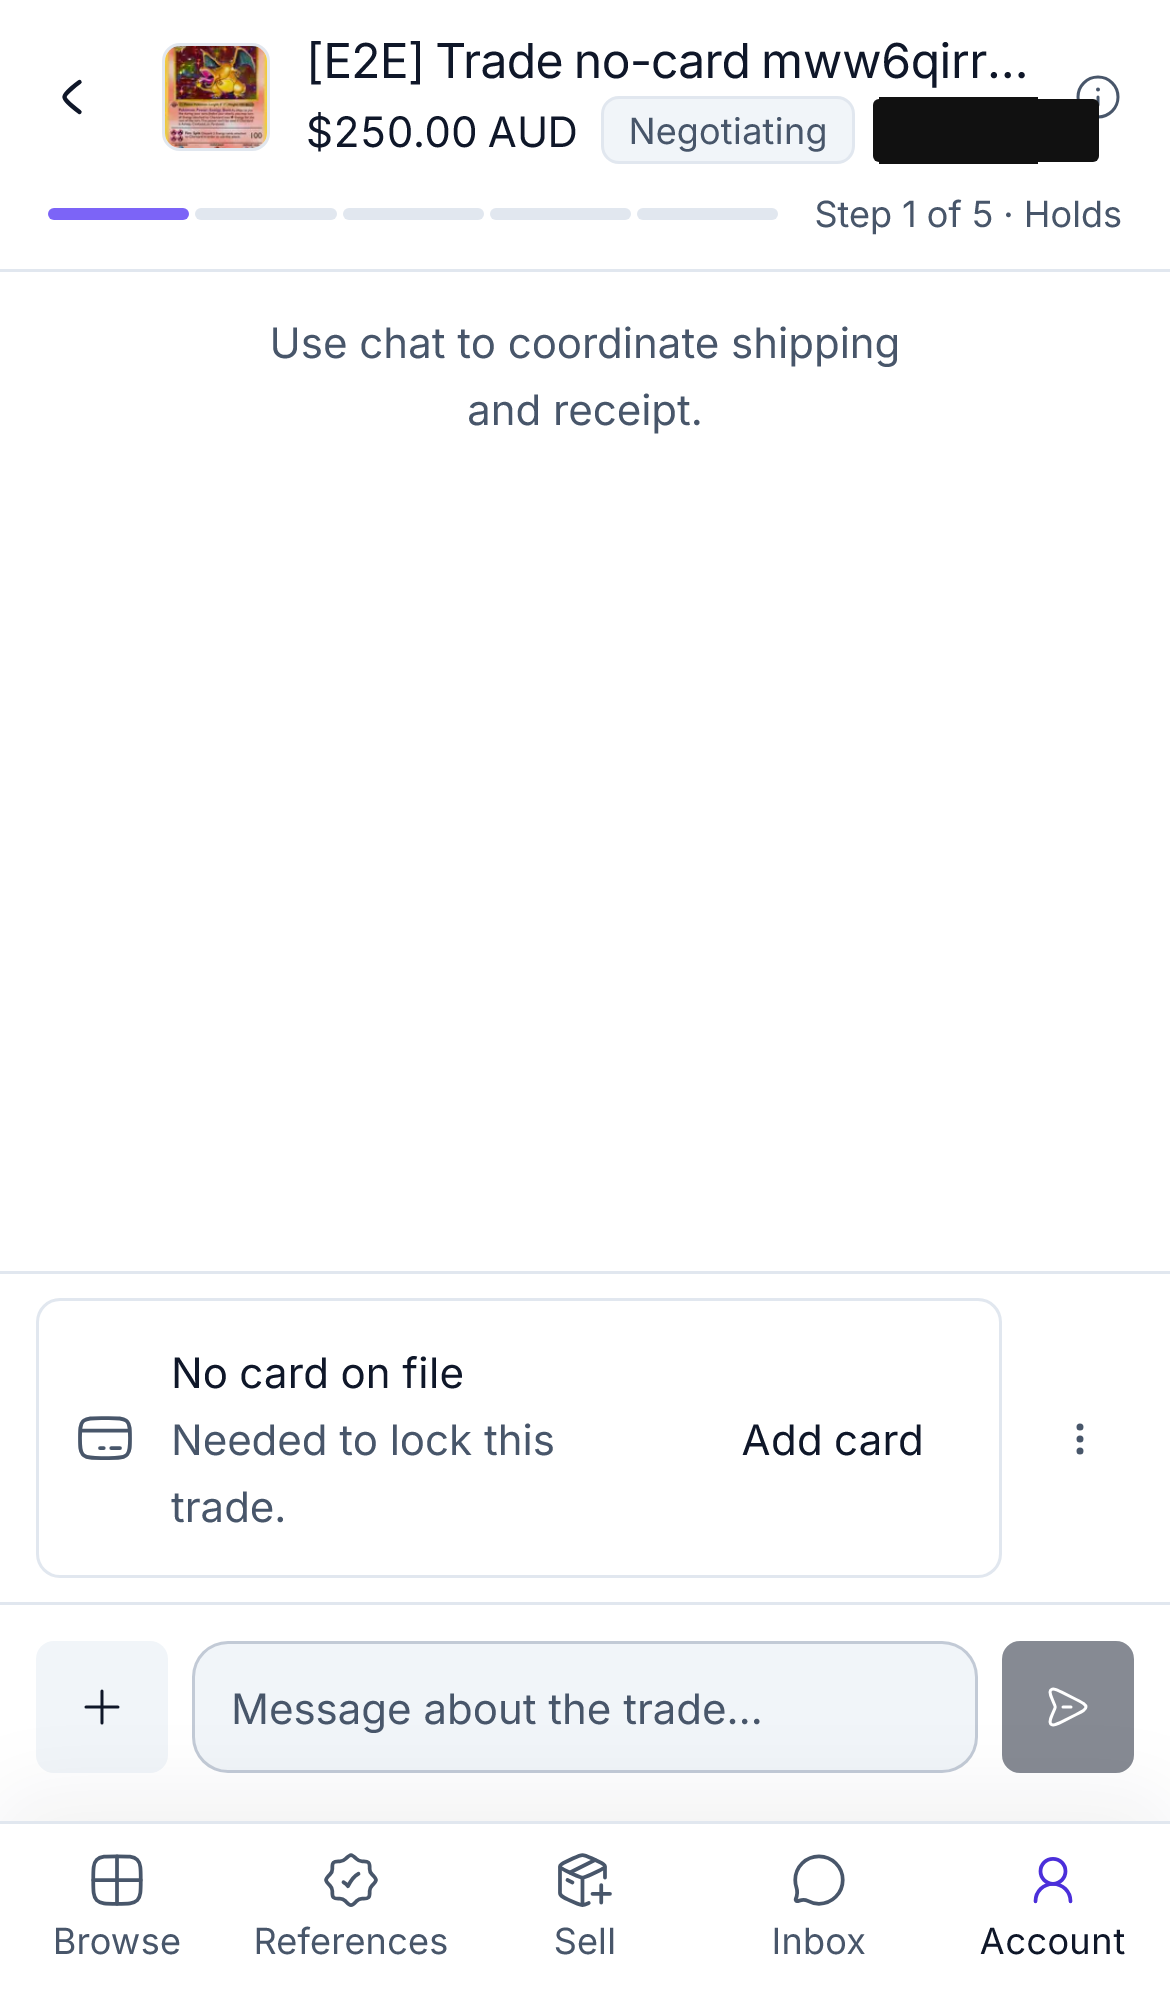 [E2E] Trade no-card mww6qirr...
$250.00 AUD Negotiating
Step 1 of 5 · Holds
Use chat to coordinate shipping
and receipt.
No card on file
Needed to lock this
trade.
Add card
Message about the trade...
Browse References Sell Inbox Account